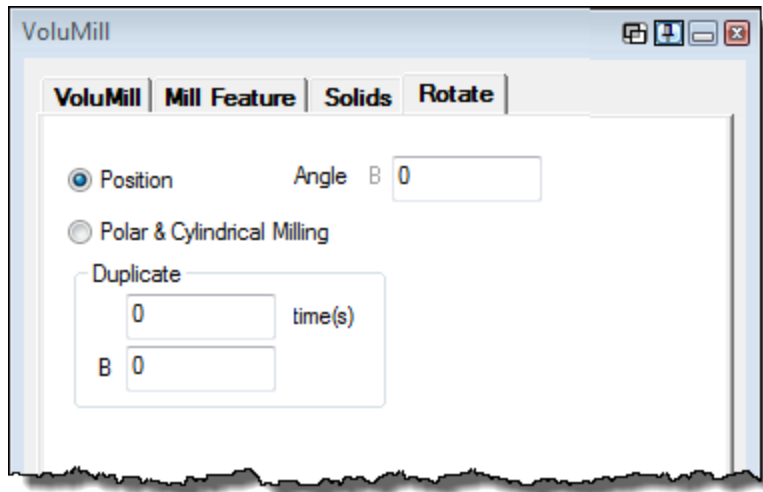 VoluMill
VoluMill Mill Feature Solids Rotate
Position Angle B 0
Polar & Cylindrical Milling
Duplicate
0 time(s)
B 0